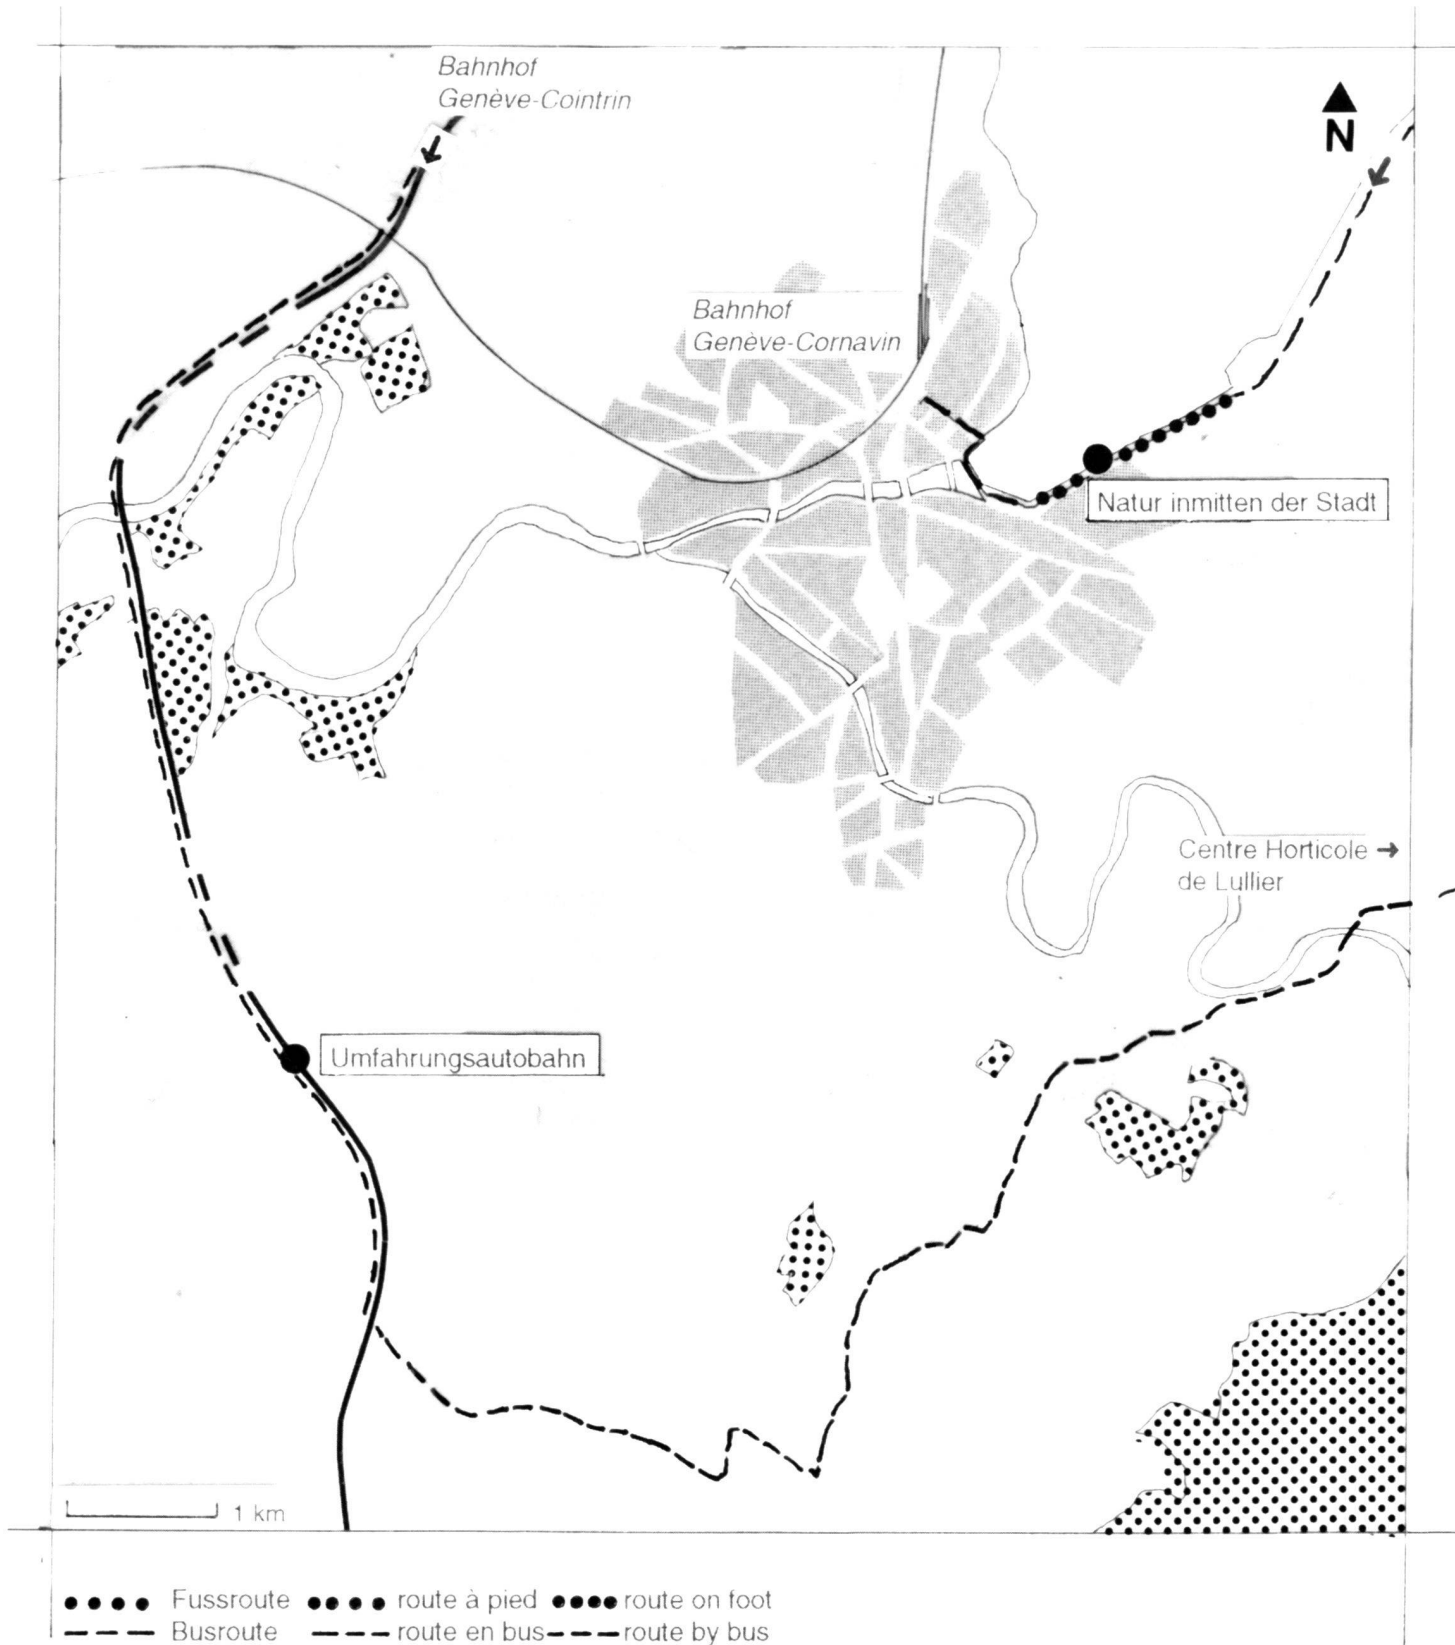 Bahnhof
Genève-Cointrin
N
Bahnhof
Genève-Cornavin
Natur inmitten der Stadt
Centre Horticole →
de Lullier
Umfahrungsautobahn
1 km
Fussroute route à pied route on foot
Busroute route en bus route by bus